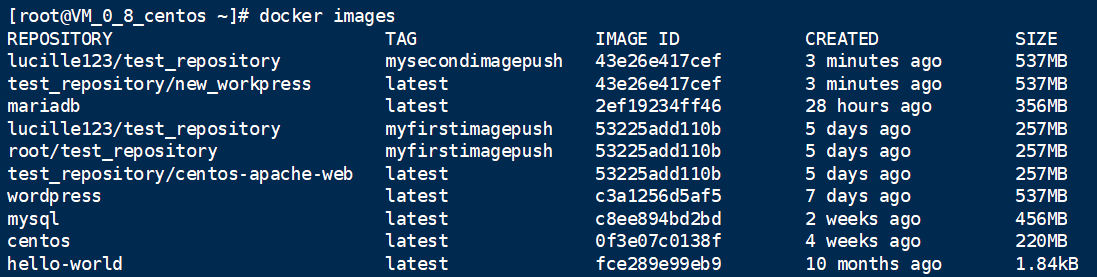 [root@VM_0_8_centos ~]# docker images
REPOSITORY TAG IMAGE ID CREATED SIZE
lucille123/test_repository mysecondimagepush 43e26e417cef 3 minutes ago 537MB
test_repository/new_workpress latest 43e26e417cef 3 minutes ago 537MB
mariadb latest 2ef19234ff46 28 hours ago 356MB
lucille123/test_repository myfirstimagepush 53225add110b 5 days ago 257MB
root/test_repository myfirstimagepush 53225add110b 5 days ago 257MB
test_repository/centos-apache-web latest 53225add110b 5 days ago 257MB
wordpress latest c3a1256d5af5 7 days ago 537MB
mysql latest c8ee894bd2bd 2 weeks ago 456MB
centos latest 0f3e07c0138f 4 weeks ago 220MB
hello-world latest fce289e99eb9 10 months ago 1.84kB